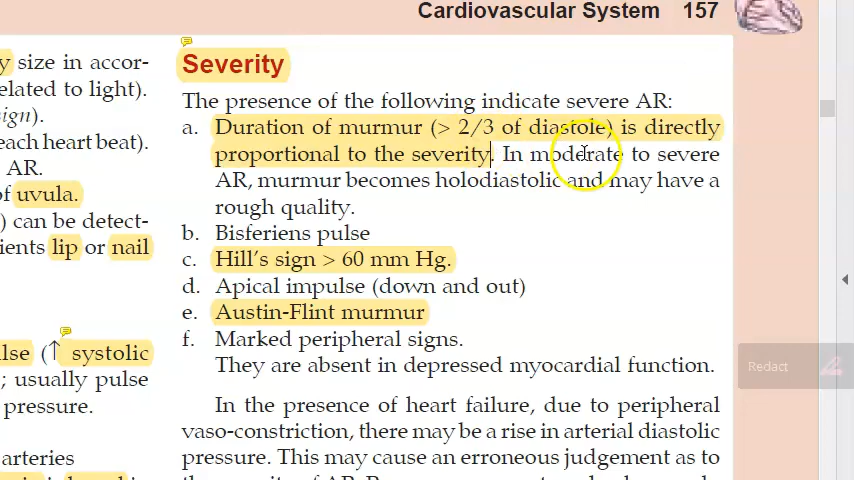 Cardiovascular System 157
y size in accor-
elated to light).
ign).
each heart beat).
AR.
of uvula.
) can be detect-
ients lip or nail
lse (↑ systolic
; usually pulse
pressure.
arteries
Severity
The presence of the following indicate severe AR:
a. Duration of murmur (> 2/3 of diastole) is directly
proportional to the severity. In moderate to severe
AR, murmur becomes holodiastolic and may have a
rough quality.
b. Bisferiens pulse
c. Hill's sign > 60 mm Hg.
d. Apical impulse (down and out)
e. Austin-Flint murmur
f. Marked peripheral signs.
They are absent in depressed myocardial function.
In the presence of heart failure, due to peripheral
vaso-constriction, there may be a rise in arterial diastolic
pressure. This may cause an erroneous judgement as to
Redact